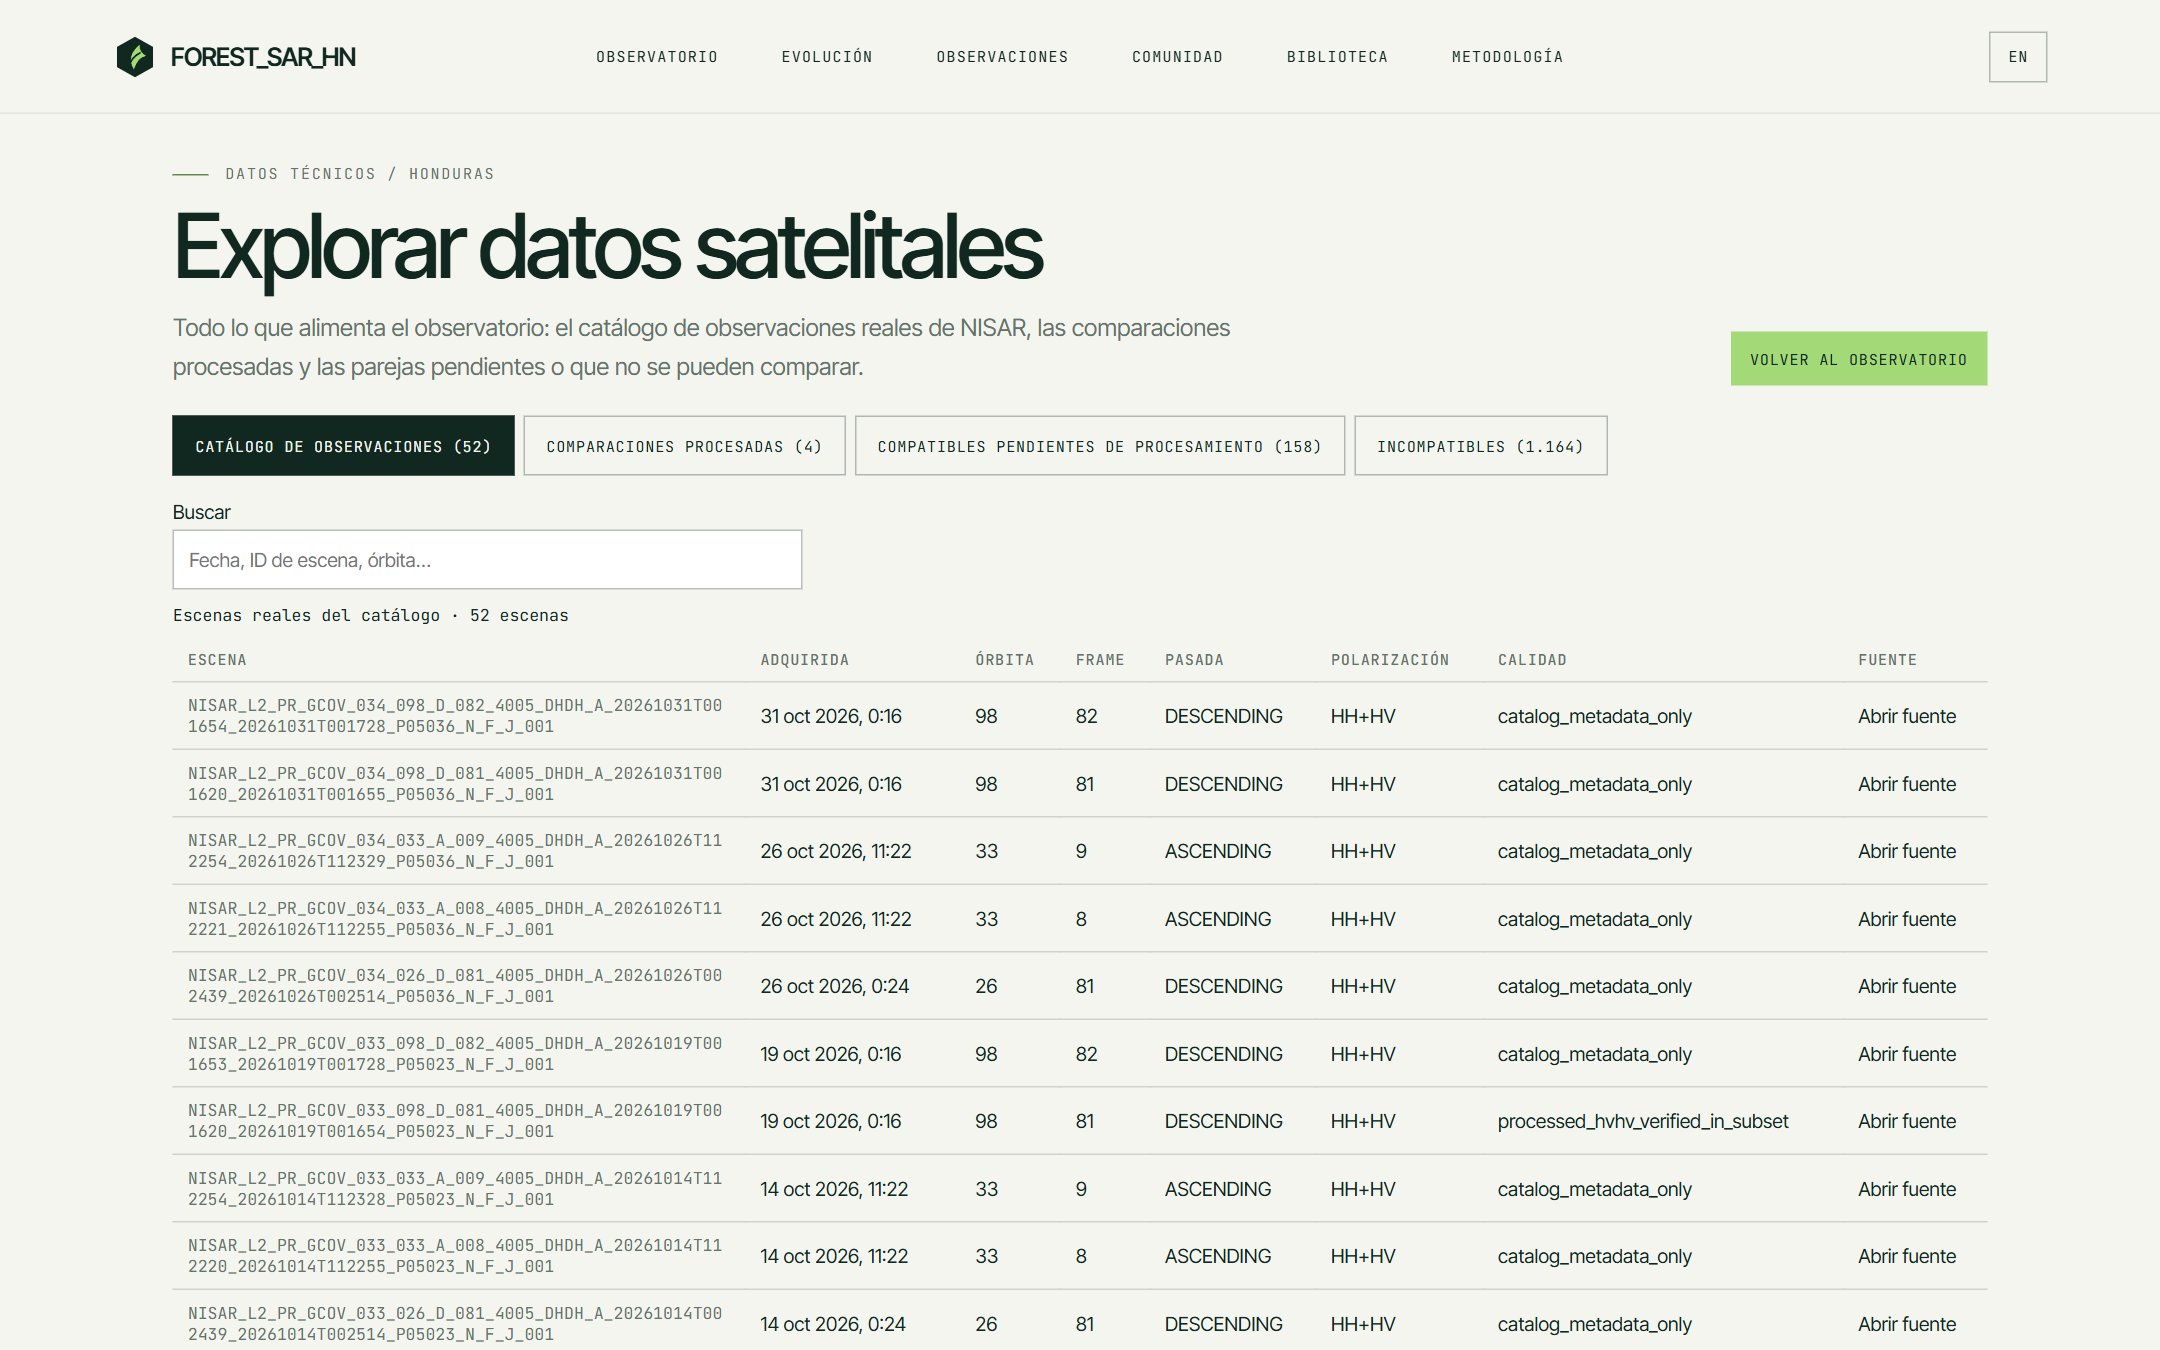 FOREST_SAR_HN
OBSERVATORIO EVOLUCIÓN OBSERVACIONES COMUNIDAD BIBLIOTECA METODOLOGÍA
EN
DATOS TÉCNICOS / HONDURAS
Explorar datos satelitales
Todo lo que alimenta el observatorio: el catálogo de observaciones reales de NISAR, las comparaciones
procesadas y las parejas pendientes o que no se pueden comparar.
VOLVER AL OBSERVATORIO
CATÁLOGO DE OBSERVACIONES (52) COMPARACIONES PROCESADAS (4) COMPATIBLES PENDIENTES DE PROCESAMIENTO (158) INCOMPATIBLES (1.164)
Buscar
Fecha, ID de escena, órbita...
Escenas reales del catálogo · 52 escenas
ESCENA ADQUIRIDA ÓRBITA FRAME PASADA POLARIZACIÓN CALIDAD FUENTE
NISAR_L2_PR_GCOV_034_098_D_082_4005_DHDH_A_20261031T00
1654_20261031T001728_P05036_N_F_J_001
31 oct 2026, 0:16 98 82 DESCENDING HH+HV catalog_metadata_only Abrir fuente
NISAR_L2_PR_GCOV_034_098_D_081_4005_DHDH_A_20261031T00
1620_20261031T001655_P05036_N_F_J_001
31 oct 2026, 0:16 98 81 DESCENDING HH+HV catalog_metadata_only Abrir fuente
NISAR_L2_PR_GCOV_034_033_A_009_4005_DHDH_A_20261026T11
2254_20261026T112329_P05036_N_F_J_001
26 oct 2026, 11:22 33 9 ASCENDING HH+HV catalog_metadata_only Abrir fuente
NISAR_L2_PR_GCOV_034_033_A_008_4005_DHDH_A_20261026T11
2221_20261026T112255_P05036_N_F_J_001
26 oct 2026, 11:22 33 8 ASCENDING HH+HV catalog_metadata_only Abrir fuente
NISAR_L2_PR_GCOV_034_026_D_081_4005_DHDH_A_20261026T00
2439_20261026T002514_P05036_N_F_J_001
26 oct 2026, 0:24 26 81 DESCENDING HH+HV catalog_metadata_only Abrir fuente
NISAR_L2_PR_GCOV_033_098_D_082_4005_DHDH_A_20261019T00
1653_20261019T001728_P05023_N_F_J_001
19 oct 2026, 0:16 98 82 DESCENDING HH+HV catalog_metadata_only Abrir fuente
NISAR_L2_PR_GCOV_033_098_D_081_4005_DHDH_A_20261019T00
1620_20261019T001654_P05023_N_F_J_001
19 oct 2026, 0:16 98 81 DESCENDING HH+HV processed_hvhv_verified_in_subset Abrir fuente
NISAR_L2_PR_GCOV_033_033_A_009_4005_DHDH_A_20261014T11
2254_20261014T112328_P05023_N_F_J_001
14 oct 2026, 11:22 33 9 ASCENDING HH+HV catalog_metadata_only Abrir fuente
NISAR_L2_PR_GCOV_033_033_A_008_4005_DHDH_A_20261014T11
2220_20261014T112255_P05023_N_F_J_001
14 oct 2026, 11:22 33 8 ASCENDING HH+HV catalog_metadata_only Abrir fuente
NISAR_L2_PR_GCOV_033_026_D_081_4005_DHDH_A_20261014T00
2439_20261014T002514_P05023_N_F_J_001
14 oct 2026, 0:24 26 81 DESCENDING HH+HV catalog_metadata_only Abrir fuente